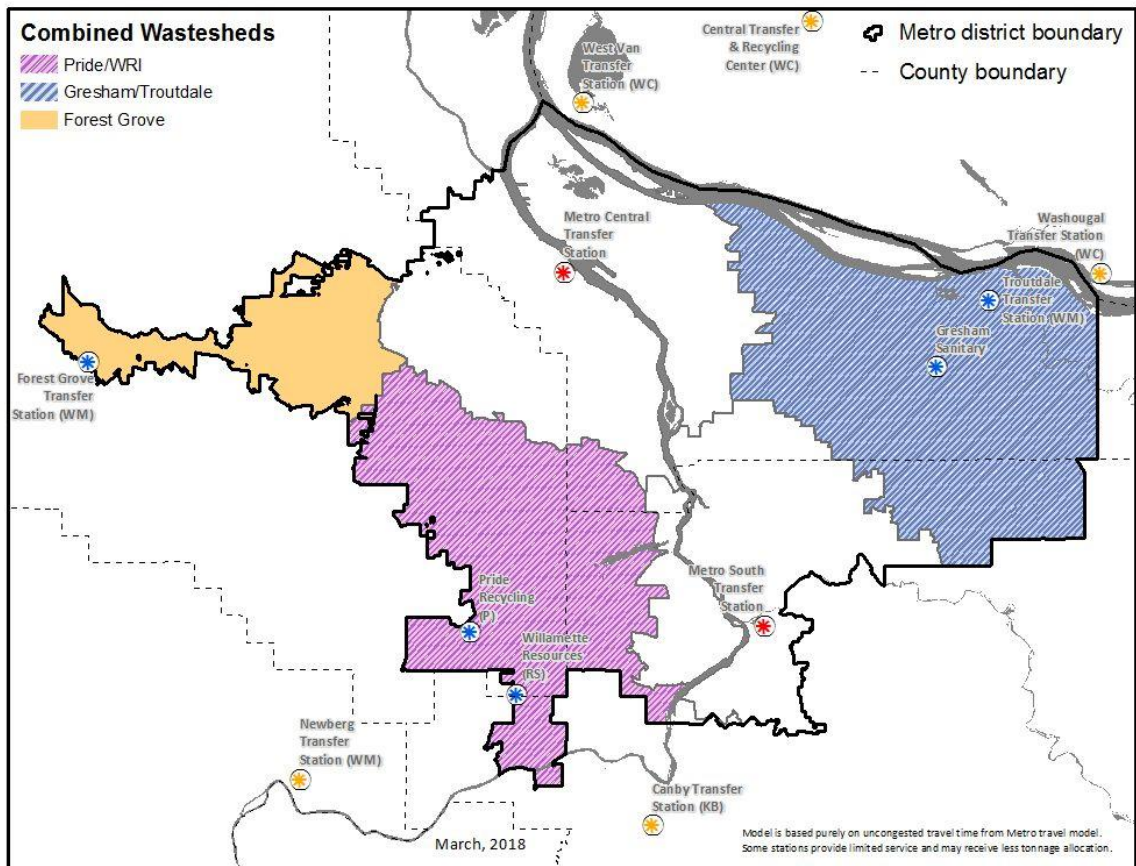 Combined Wastesheds
Pride/WRI
Gresham/Troutdale
Forest Grove
West Van
Transfer
Station (WC)
Central Transfer
& Recycling
Center (WC)
Metro district boundary
County boundary
Metro Central
Transfer
Station
Washougal
Transfer Station
(WC)
Troutdale
Transfer
Station (WM)
Gresham
Sanitary
Forest Grove
Transfer
Station (WM)
Pride
Recycling
(P)
Willamette
Resources
(RS)
Metro South
Transfer
Station
Newberg
Transfer
Station (WM)
Canby Transfer
Station (KB)
March, 2018
Model is based purely on uncongested travel time from Metro travel model.
Some stations provide limited service and may receive less tonnage allocation.